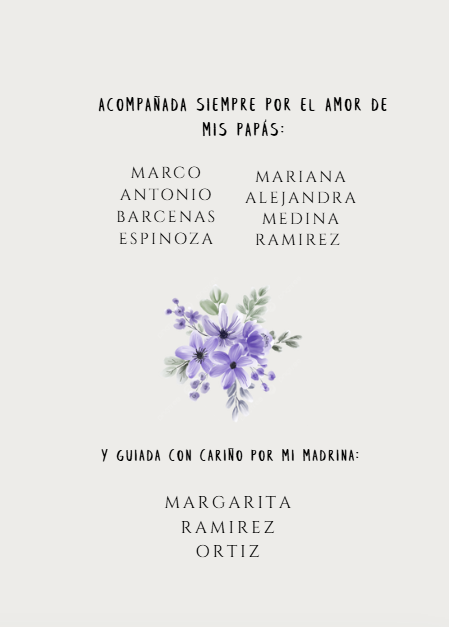 ACOMPAÑADA SIEMPRE POR EL AMOR DE
MIS PAPÁS:
MARCO
ANTONIO
BARCENAS
ESPINOZA
MARIANA
ALEJANDRA
MEDINA
RAMIREZ
Y GUIADA CON CARIÑO POR MI MADRINA:
MARGARITA
RAMIREZ
ORTIZ